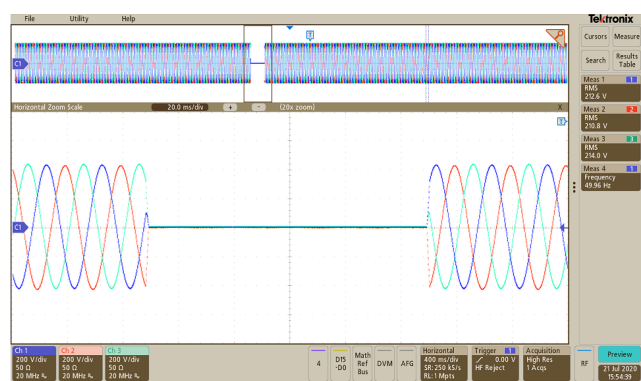 File Utility Help
Tektronix
Cursors Measure
Search Results Table
C1
T
Horizontal Zoom Scale 20.0 ms/div + - (20x zoom) X
T
C1
Meas 1 1
RMS
212.6 V
Meas 2 2
RMS
210.8 V
Meas 3 3
RMS
214.0 V
Meas 4 1
Frequency
49.96 Hz
Ch 1
200 V/div
50 Ω
20 MHz
Ch 2
200 V/div
50 Ω
20 MHz
Ch 3
200 V/div
50 Ω
20 MHz
4
D15
-D0
Math
Ref
Bus
DVM
AFG
Horizontal
400 ms/div
SR: 250 kS/s
RL: 1 Mpts
Trigger 1
0.00 V
HF Reject
Acquisition
High Res
1 Acqs
RF
Preview
21 Jul 2020
15:54:39